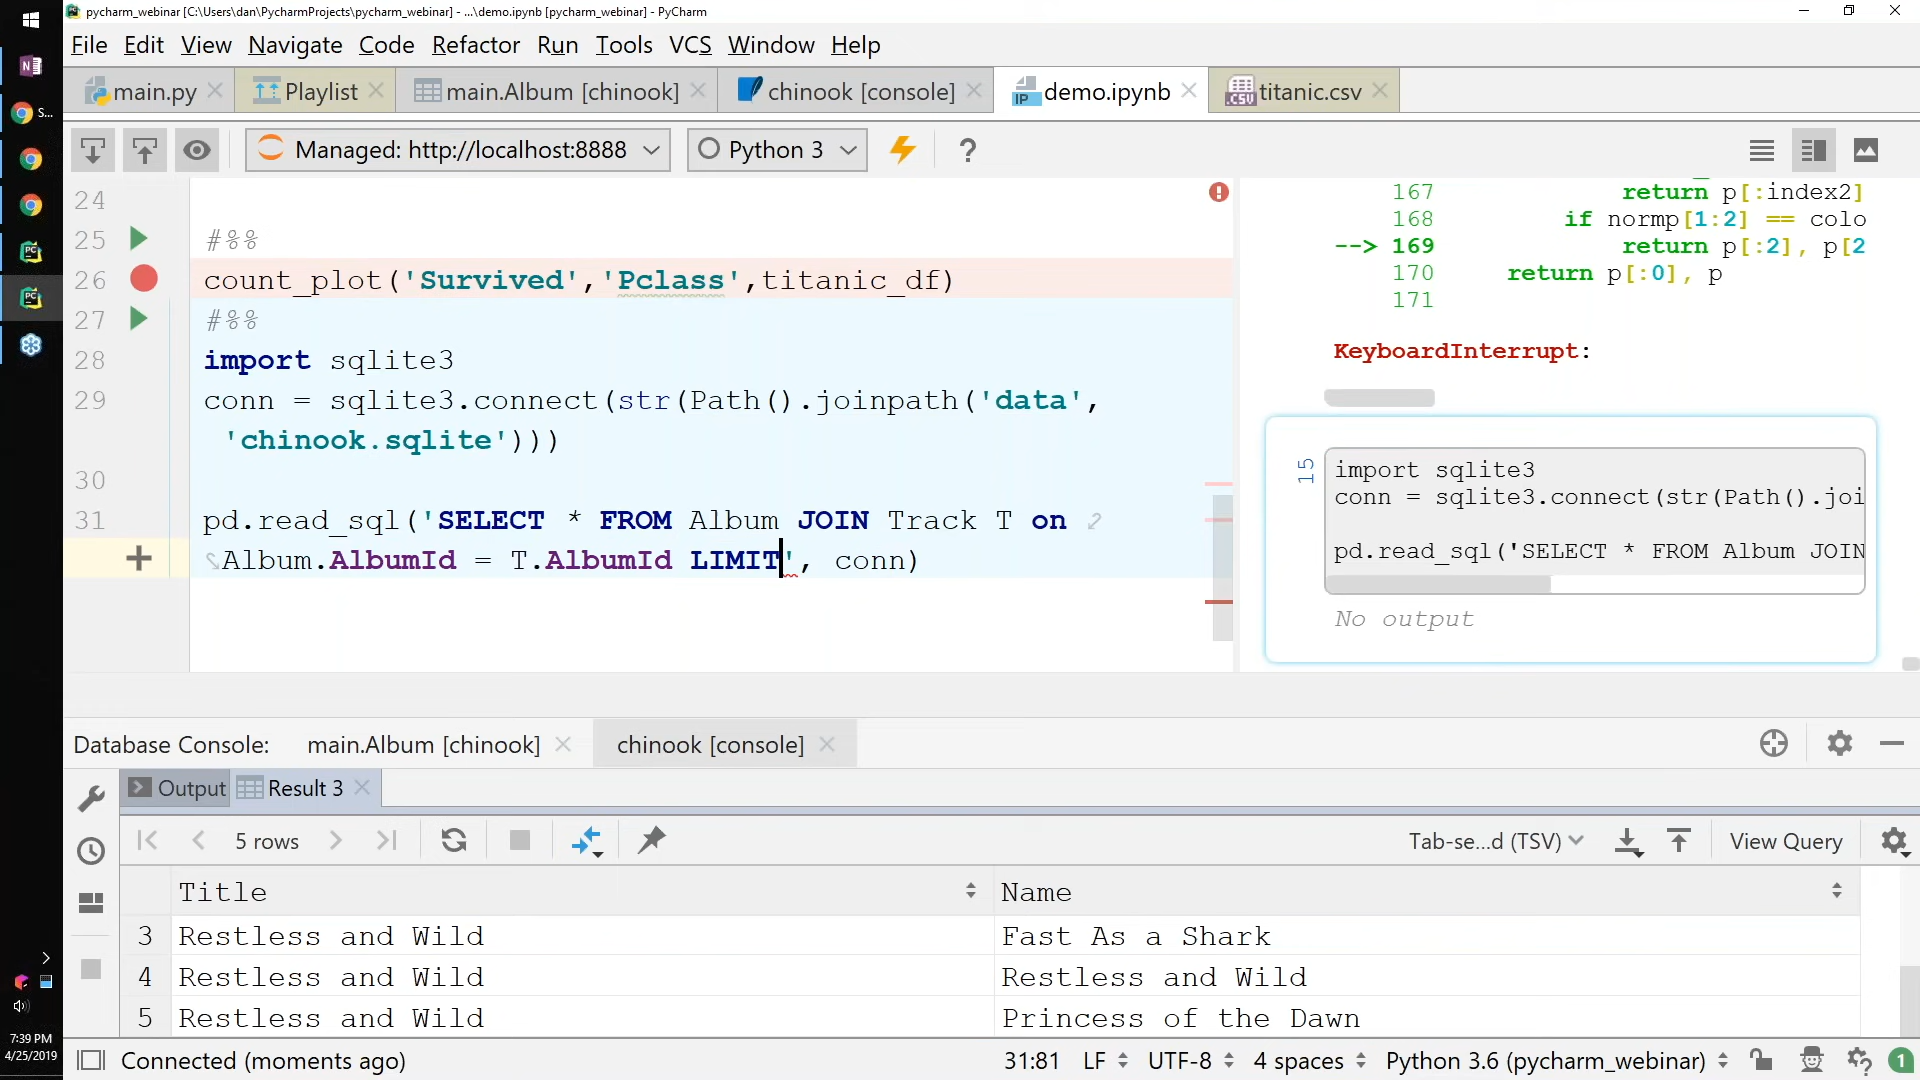 pycharm_webinar [C:\Users\dan\PycharmProjects\pycharm_webinar] - ...\demo.ipynb [pycharm_webinar] - PyCharm
File Edit View Navigate Code Refactor Run Tools VCS Window Help
main.py Playlist main.Album [chinook] chinook [console] demo.ipynb titanic.csv
Managed: http://localhost:8888 Python 3 ?
24
25 #%%
26 count_plot('Survived','Pclass',titanic_df)
27 #%%
28 import sqlite3
29 conn = sqlite3.connect(str(Path().joinpath('data',
'chinook.sqlite')))
30
31 pd.read_sql('SELECT * FROM Album JOIN Track T on
Album.AlbumId = T.AlbumId LIMIT', conn)
167 return p[:index2]
168 if normp[1:2] == colo
--> 169 return p[:2], p[2
170 return p[:0], p
171
KeyboardInterrupt:
15
import sqlite3
conn = sqlite3.connect(str(Path().joi
pd.read_sql('SELECT * FROM Album JOIN
No output
Database Console: main.Album [chinook] chinook [console]
Output Result 3
5 rows Tab-se...d (TSV) View Query
Title Name
3 Restless and Wild Fast As a Shark
4 Restless and Wild Restless and Wild
5 Restless and Wild Princess of the Dawn
Connected (moments ago) 31:81 LF UTF-8 4 spaces Python 3.6 (pycharm_webinar) 1
S...
7:39 PM
4/25/2019